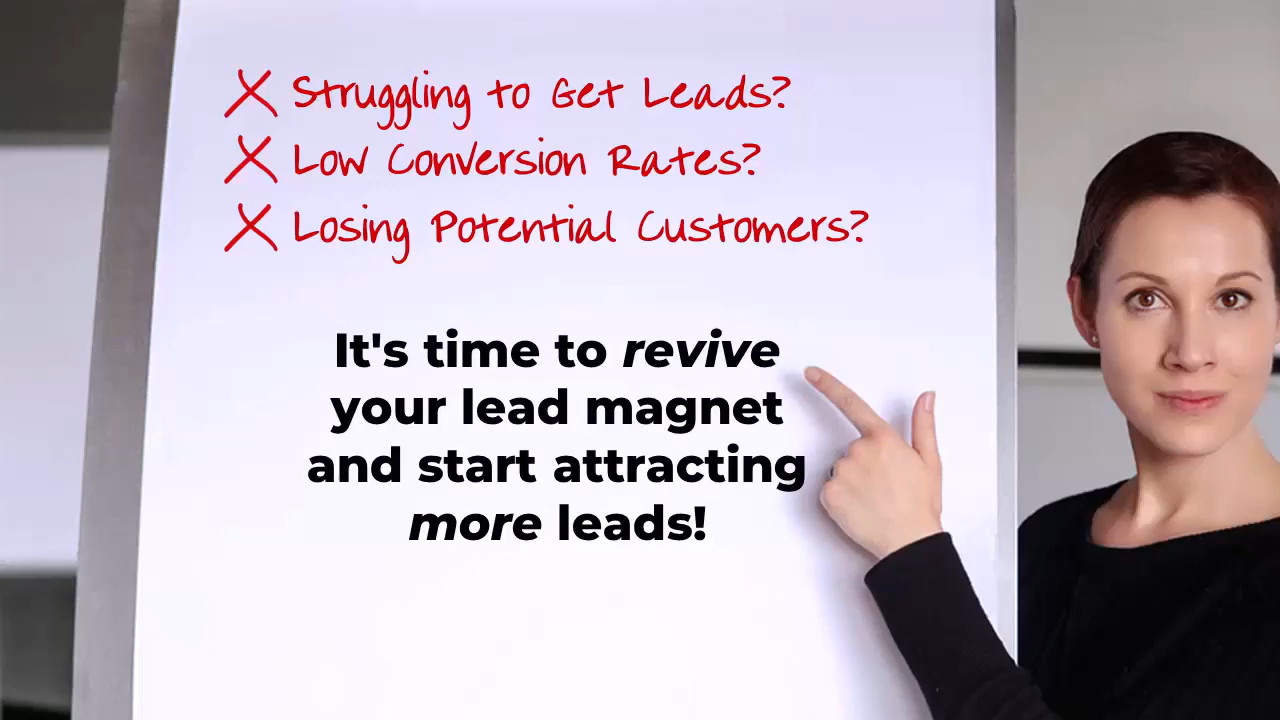 Struggling to Get Leads?
Low Conversion Rates?
Losing Potential Customers?
It's time to revive
your lead magnet
and start attracting
more leads!